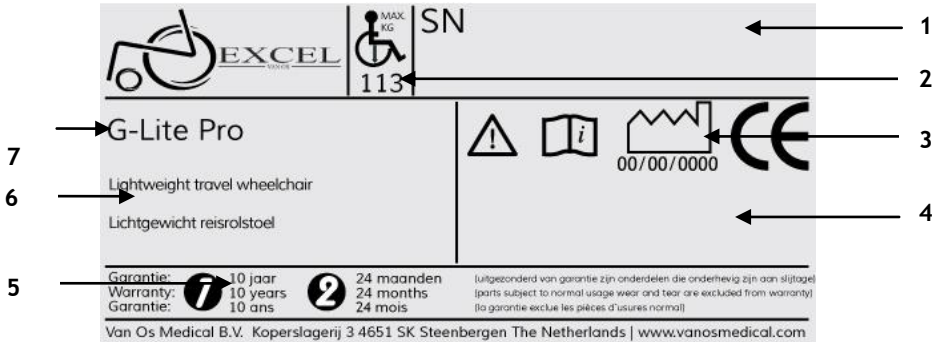 EXCEL
VAN OS
MAX.
KG
113
SN
1
2
G-Lite Pro
7
i
00/00/0000
CE
3
Lightweight travel wheelchair
6
Lichtgewicht reisrolstoel
4
5
Garantie: 1 10 jaar 2 24 maanden (uitgezonderd van garantie zijn onderdelen die onderhevig zijn aan slijtage)
Warranty: 10 years 24 months (parts subject to normal usage wear and tear are excluded from warranty)
Garantie: 10 ans 24 mois (la garantie exclue les pièces d'usures normal)
Van Os Medical B.V. Koperslagerij 3 4651 SK Steenbergen The Netherlands | www.vanosmedical.com